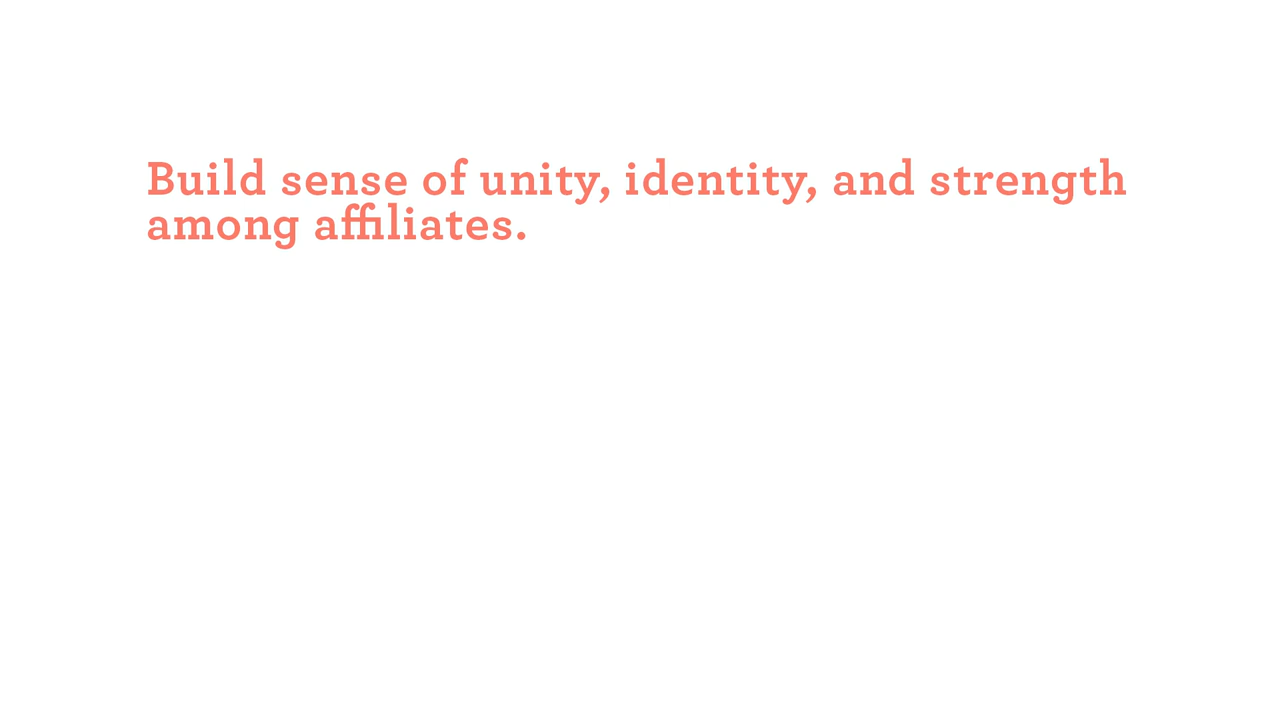 Build sense of unity, identity, and strength
among affiliates.